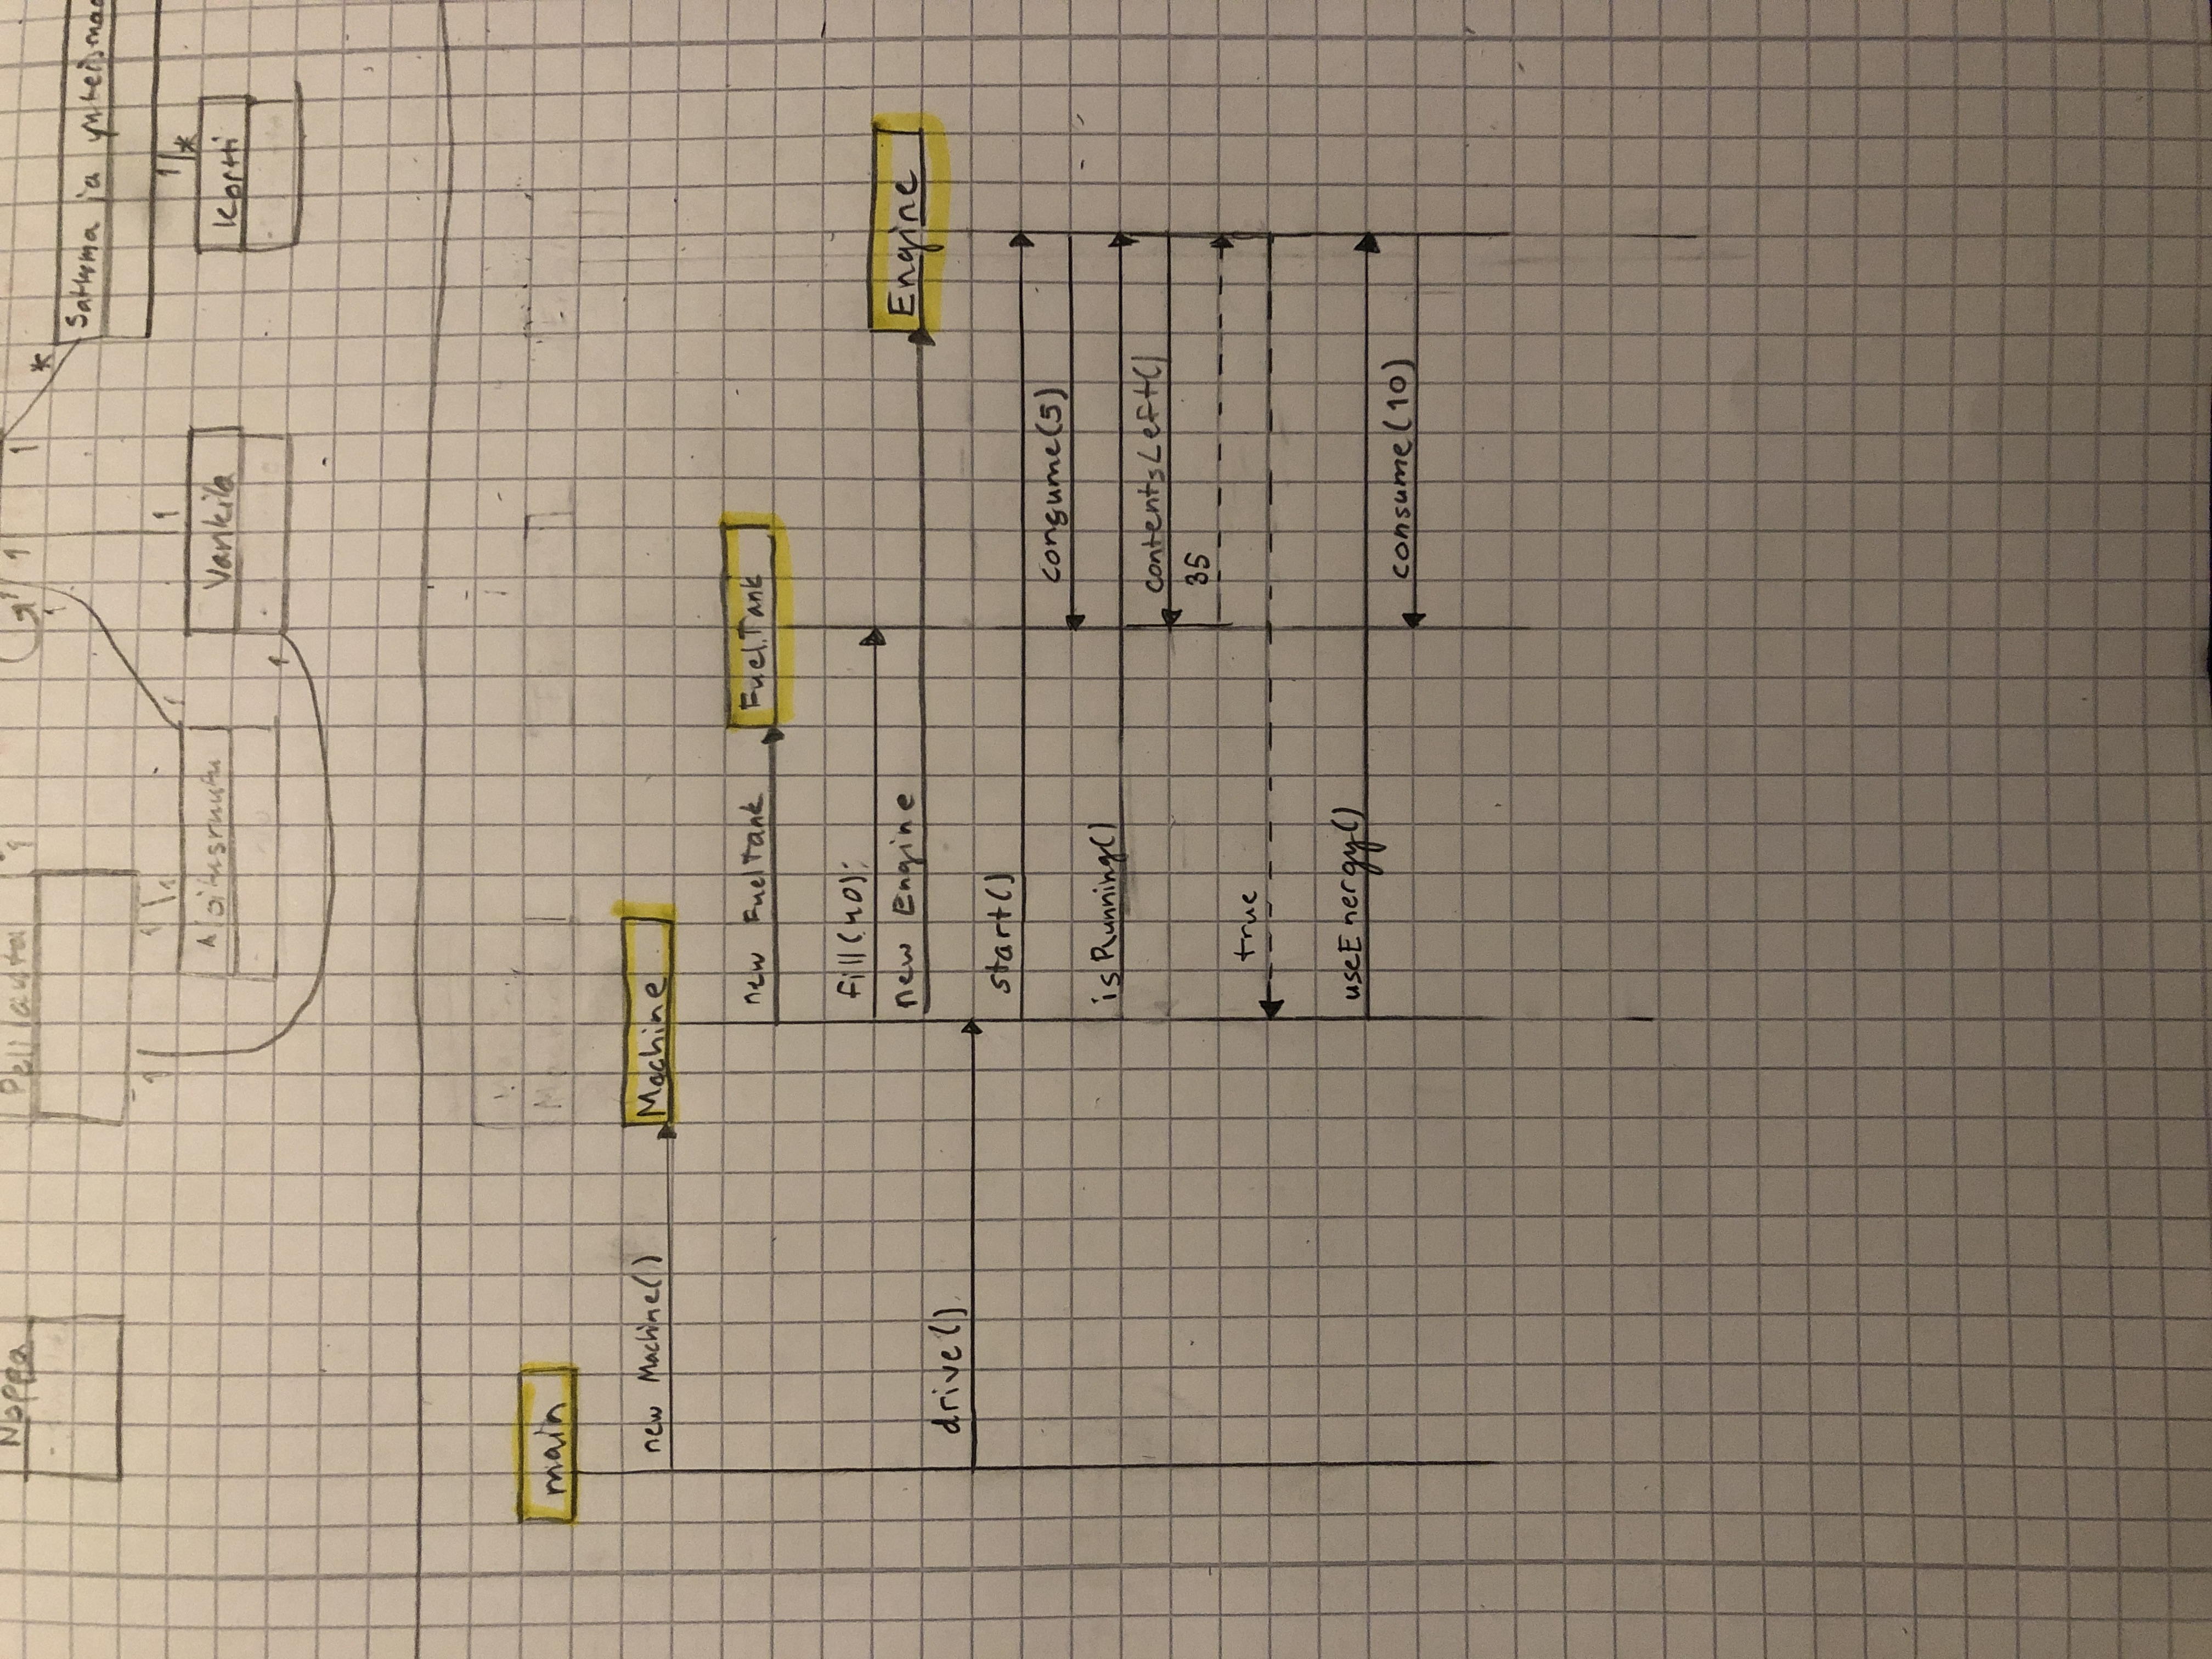 Noppa
Pelilauta
1
1
1
1
1
*
Sattuma ja yhteismaa
1
1
1
1
1
1
*
Aloitusruutu
Vankila
Kortti
1
main
new Machine()
Machine
new FuelTank
FuelTank
fill(40);
new Engine
Engine
drive()
start()
consume(5)
isRunning()
contentsLeft()
35
true
useEnergy()
consume(10)